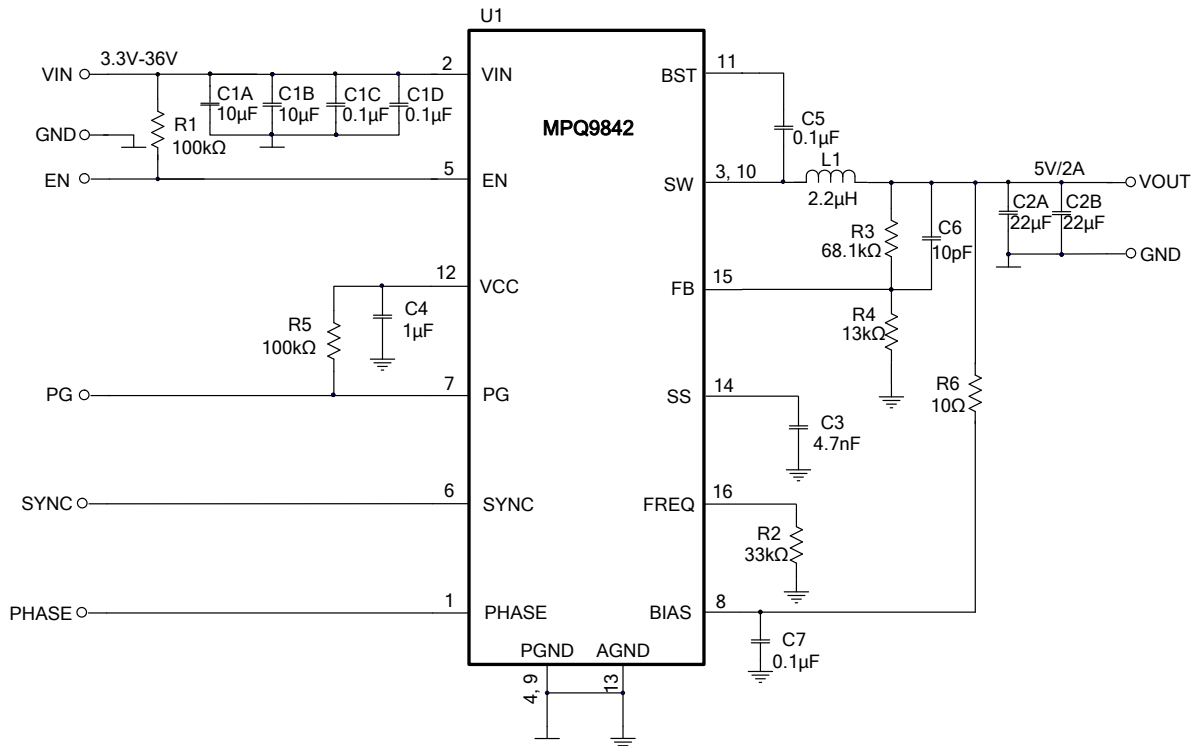 U1
MPQ9842
VIN
3.3V-36V
2
VIN
C1A
10µF
C1B
10µF
C1C
0.1µF
C1D
0.1µF
GND
R1
100kΩ
EN
5
EN
12
VCC
C4
1µF
R5
100kΩ
PG
7
PG
SYNC
6
SYNC
PHASE
1
PHASE
PGND
AGND
4, 9
13
BST
11
C5
0.1µF
SW
3, 10
L1
2.2µH
5V/2A
VOUT
C2A
22µF
C2B
22µF
GND
R3
68.1kΩ
C6
10pF
FB
15
R4
13kΩ
SS
14
C3
4.7nF
R6
10Ω
FREQ
16
R2
33kΩ
BIAS
8
C7
0.1µF